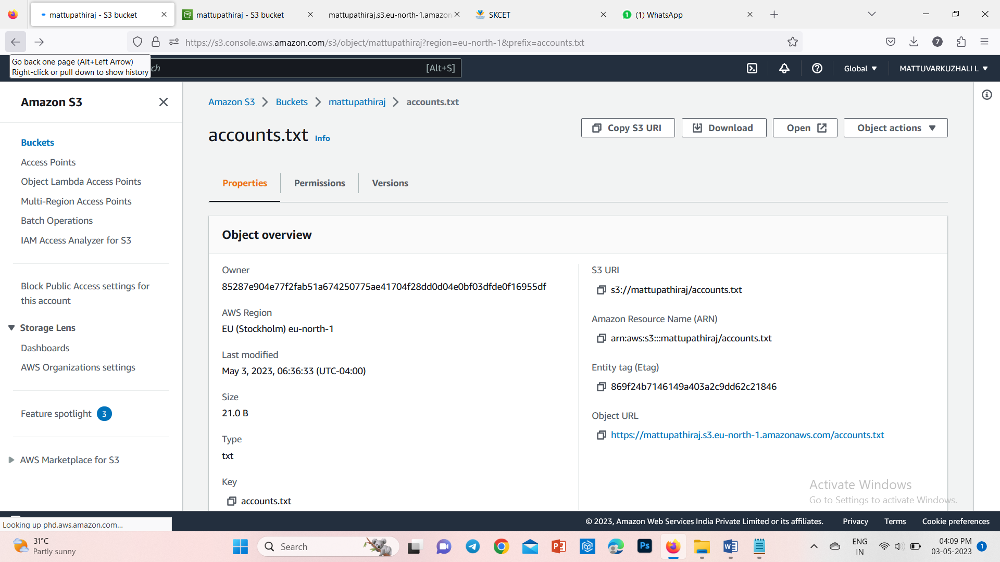 mattupathiraj - S3 bucket
mattupathiraj - S3 bucket
mattupathiraj.s3.eu-north-1.amazon
SKCET
(1) WhatsApp
https://s3.console.aws.amazon.com/s3/object/mattupathiraj?region=eu-north-1&prefix=accounts.txt
7
Go back one page (Alt+Left Arrow)
Right-click or pull down to show history
ch
[Alt+S]
Global
MATTUVARKUZHALI L
Amazon S3
Buckets
Access Points
Object Lambda Access Points
Multi-Region Access Points
Batch Operations
IAM Access Analyzer for S3
Block Public Access settings for
this account
Storage Lens
Dashboards
AWS Organizations settings
Feature spotlight 3
AWS Marketplace for S3
Amazon S3 > Buckets > mattupathiraj > accounts.txt
accounts.txt Info
Copy S3 URI
Download
Open
Object actions
Properties
Permissions
Versions
Object overview
Owner
85287e904e77f2fab51a674250775ae41704f28dd0d04e0bf03dfde0f16955df
AWS Region
EU (Stockholm) eu-north-1
Last modified
May 3, 2023, 06:36:33 (UTC-04:00)
Size
21.0 B
Type
txt
Key
accounts.txt
S3 URI
s3://mattupathiraj/accounts.txt
Amazon Resource Name (ARN)
arn:aws:s3:::mattupathiraj/accounts.txt
Entity tag (Etag)
869f24b7146149a403a2c9dd62c21846
Object URL
https://mattupathiraj.s3.eu-north-1.amazonaws.com/accounts.txt
Activate Windows
Go to Settings to activate Windows.
Looking up phd.aws.amazon.com...
© 2023, Amazon Web Services India Private Limited or its affiliates.
Privacy
Terms
Cookie preferences
31°C
Partly sunny
Search
Ps
ENG
IN
04:09 PM
03-05-2023
1